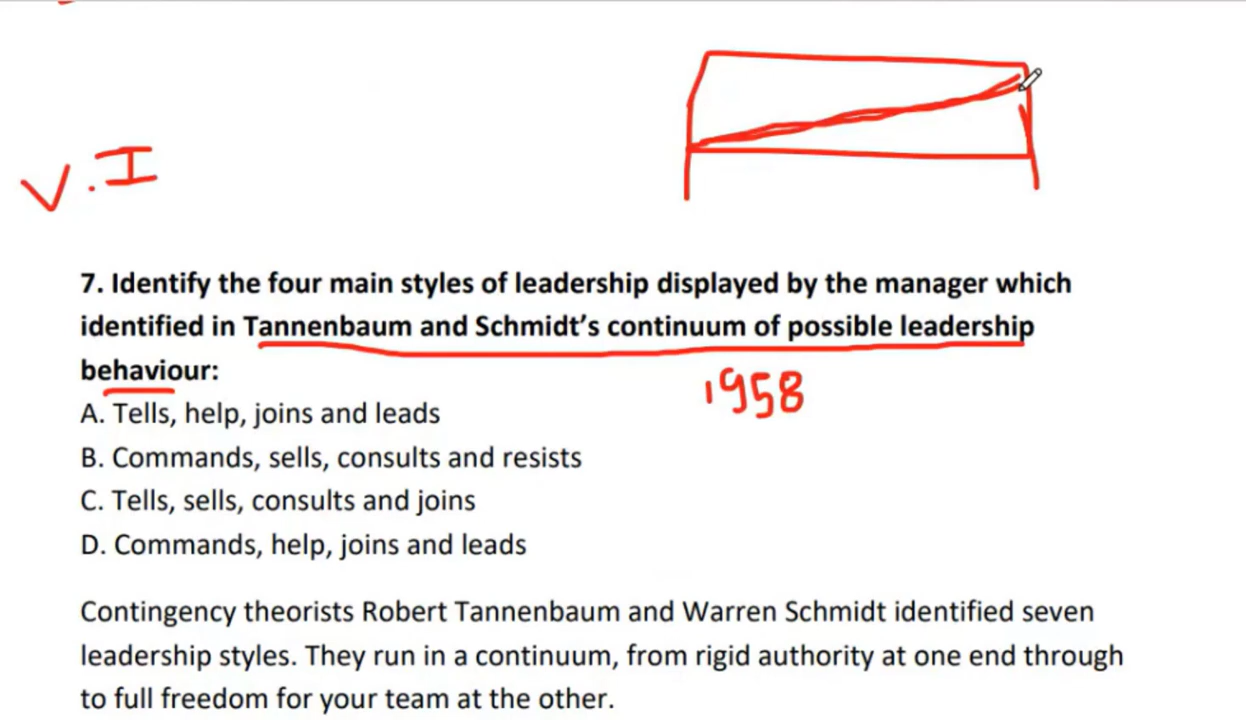 V.I
7. Identify the four main styles of leadership displayed by the manager which
identified in Tannenbaum and Schmidt’s continuum of possible leadership
behaviour:
1958
A. Tells, help, joins and leads
B. Commands, sells, consults and resists
C. Tells, sells, consults and joins
D. Commands, help, joins and leads
Contingency theorists Robert Tannenbaum and Warren Schmidt identified seven
leadership styles. They run in a continuum, from rigid authority at one end through
to full freedom for your team at the other.